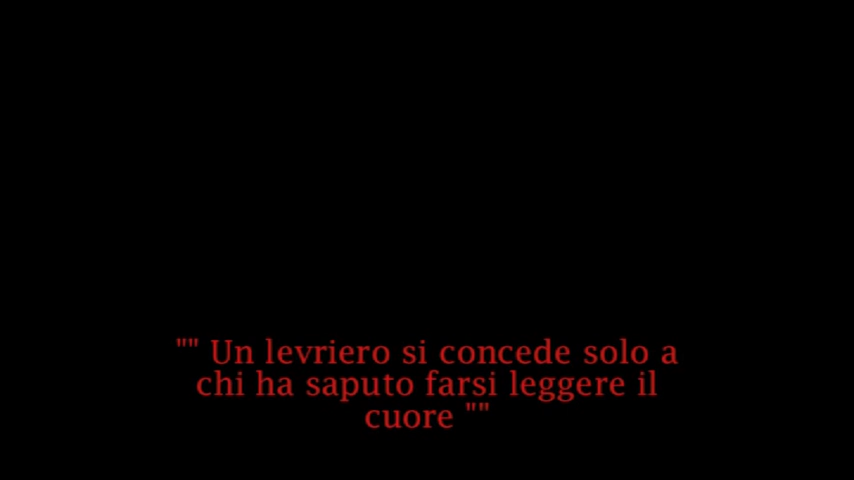 "" Un levriero si concede solo a
chi ha saputo farsi leggere il
cuore ""